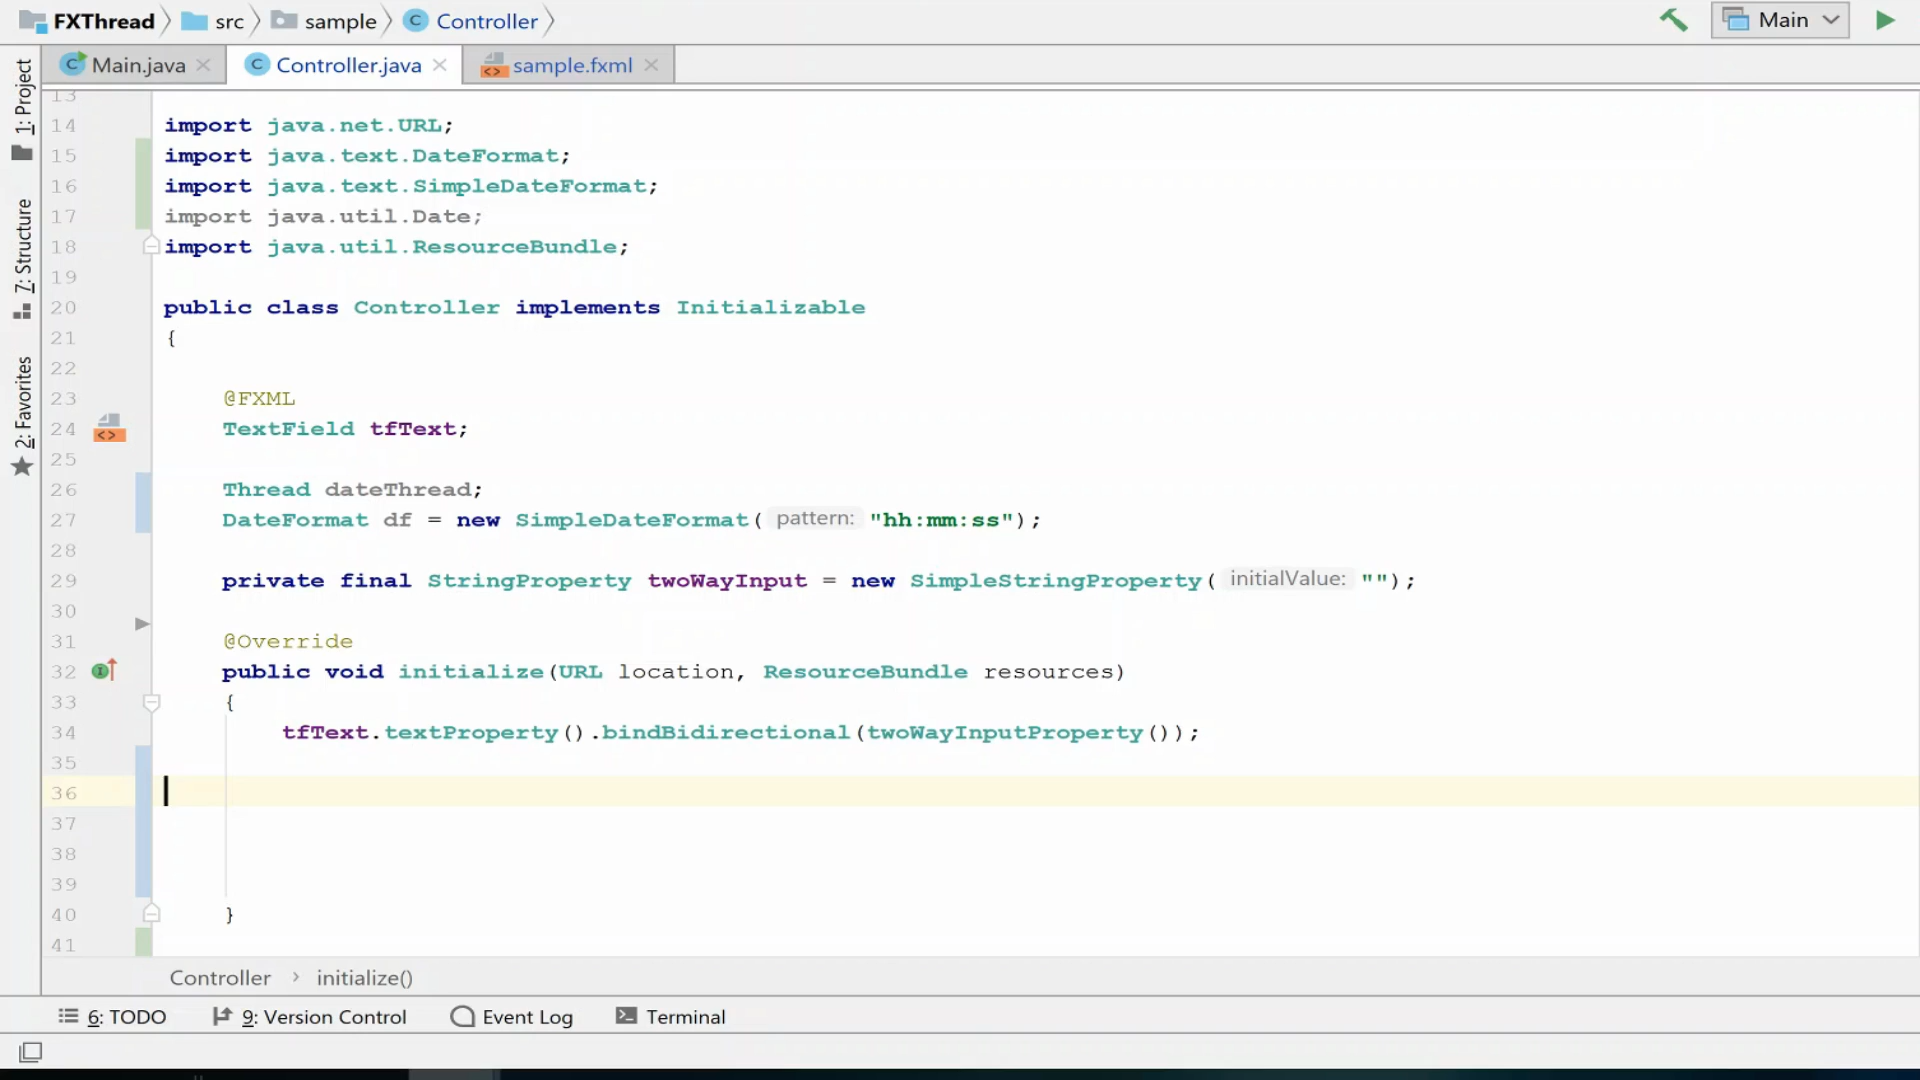 FXThread src sample C Controller Main
C Main.java C Controller.java <> sample.fxml
1: Project
7: Structure
2: Favorites
13
14 import java.net.URL;
15 import java.text.DateFormat;
16 import java.text.SimpleDateFormat;
17 import java.util.Date;
18 import java.util.ResourceBundle;
19
20 public class Controller implements Initializable
21 {
22
23 @FXML
24 <> TextField tfText;
25
26 Thread dateThread;
27 DateFormat df = new SimpleDateFormat( pattern: "hh:mm:ss");
28
29 private final StringProperty twoWayInput = new SimpleStringProperty( initialValue: "");
30
31 @Override
32 I public void initialize(URL location, ResourceBundle resources)
33 {
34 tfText.textProperty().bindBidirectional(twoWayInputProperty());
35
36
37
38
39
40 }
41
Controller › initialize()
6: TODO 9: Version Control Event Log Terminal